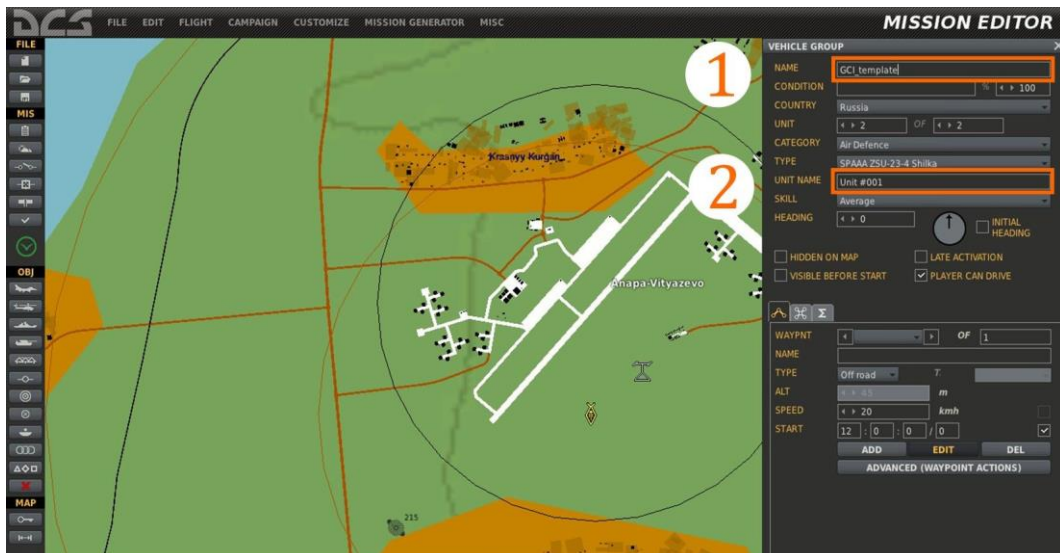 DCS FILE EDIT FLIGHT CAMPAIGN CUSTOMIZE MISSION GENERATOR MISC MISSION EDITOR
FILE
MIS
OBJ
MAP
1
2
Krasnyy Kurgan
Anapa-Vityazevo
215
VEHICLE GROUP
NAME GCI_template
CONDITION % 100
COUNTRY Russia
UNIT 2 OF 2
CATEGORY Air Defence
TYPE SPAAA ZSU-23-4 Shilka
UNIT NAME Unit #001
SKILL Average
HEADING 0 INITIAL HEADING
HIDDEN ON MAP LATE ACTIVATION
VISIBLE BEFORE START PLAYER CAN DRIVE
Σ
WAYPNT OF 1
NAME
TYPE Off road T.
ALT 45 m
SPEED 20 kmh
START 12 : 0 : 0 / 0
ADD EDIT DEL
ADVANCED (WAYPOINT ACTIONS)